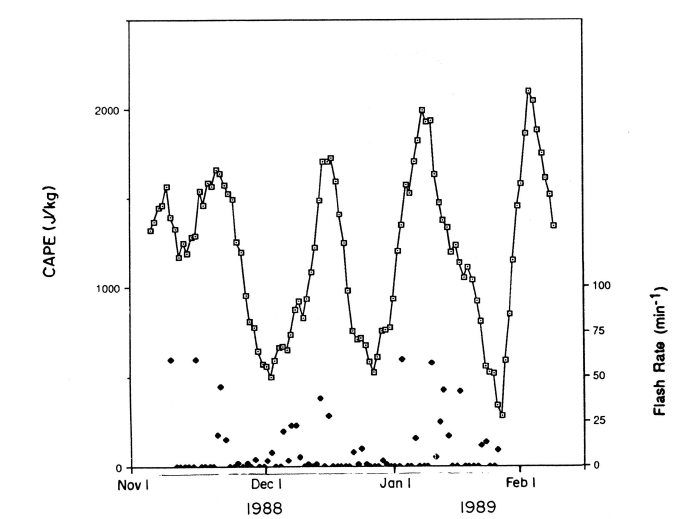 CAPE (J/kg)
2000
1000
0
100
75
50
25
0
Flash Rate (min⁻¹)
Nov 1
Dec 1
Jan 1
Feb 1
1988
1989